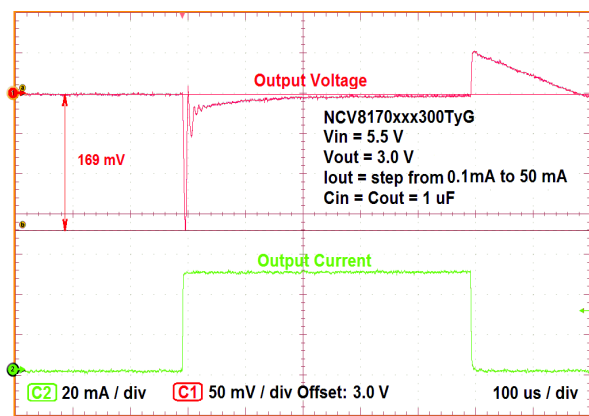 1
a
Output Voltage
NCV8170xxx300TyG
Vin = 5.5 V
Vout = 3.0 V
Iout = step from 0.1mA to 50 mA
Cin = Cout = 1 uF
169 mV
b
Output Current
2
C2 20 mA / div C1 50 mV / div Offset: 3.0 V 100 us / div